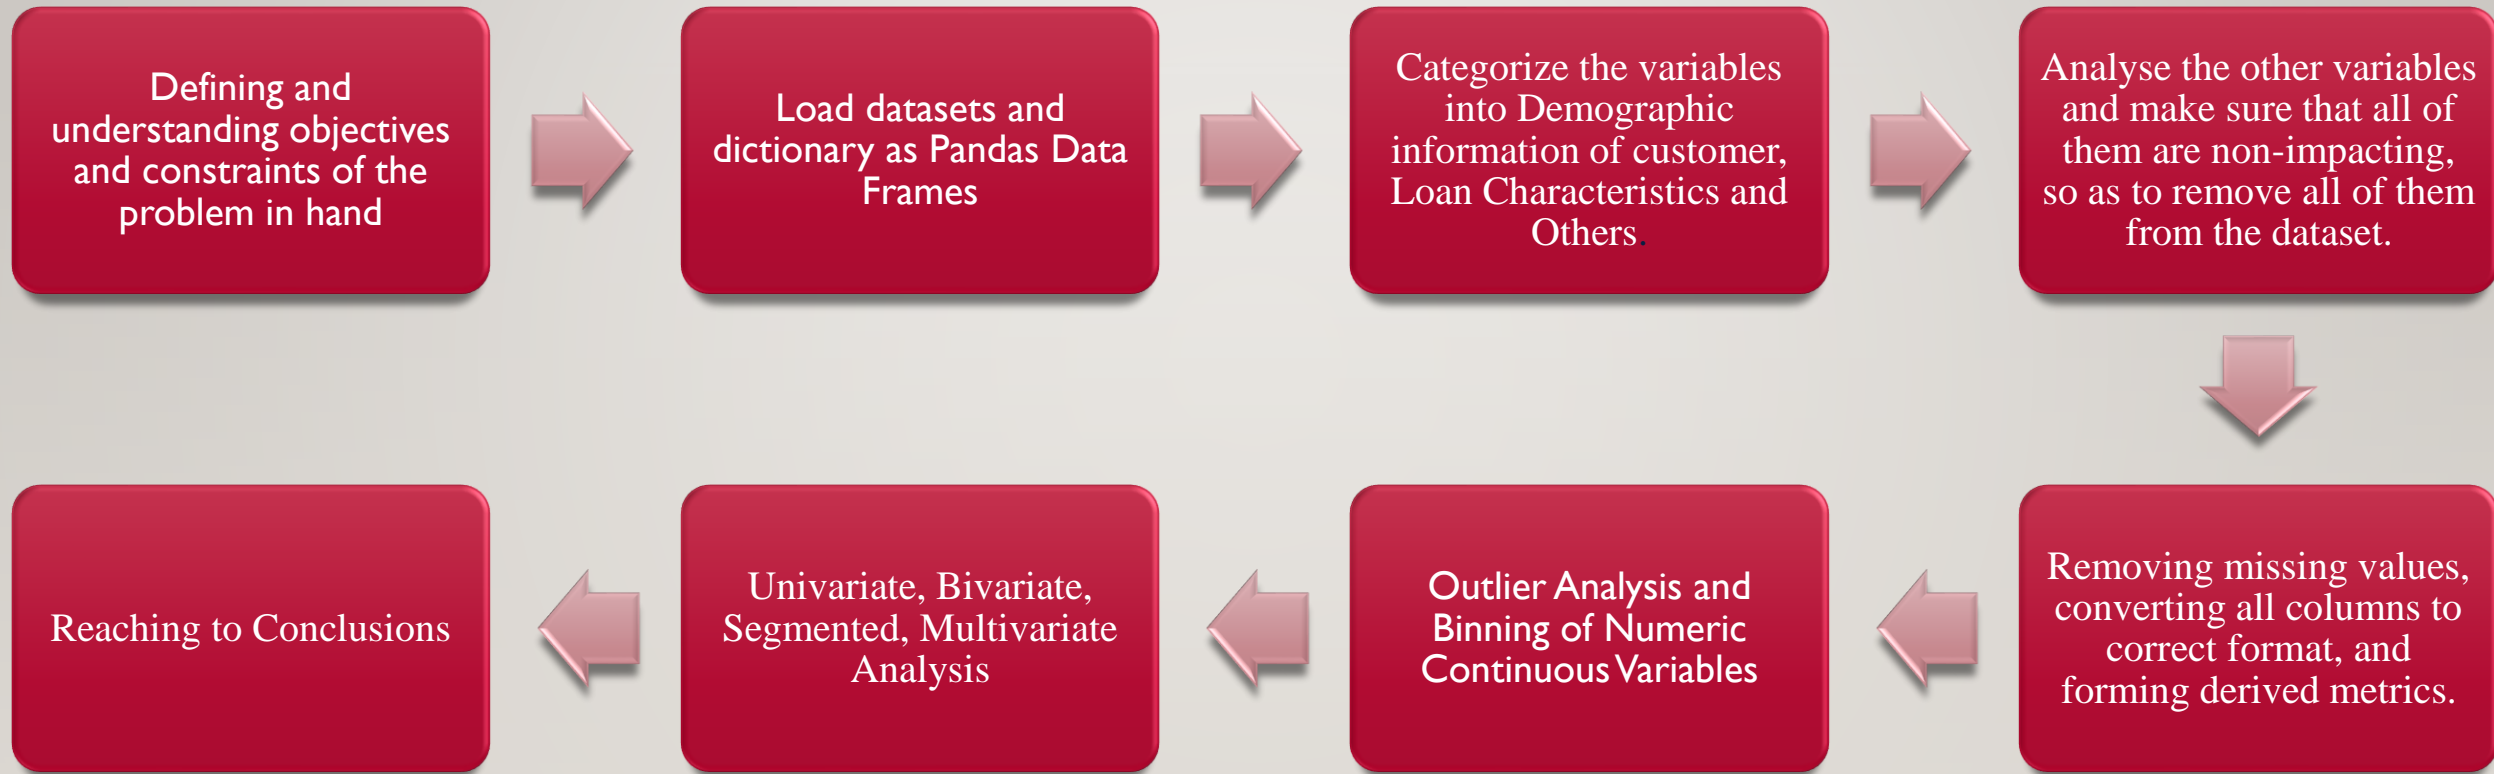 Defining and
understanding objectives
and constraints of the
problem in hand
Load datasets and
dictionary as Pandas Data
Frames
Categorize the variables
into Demographic
information of customer,
Loan Characteristics and
Others.
Analyse the other variables
and make sure that all of
them are non-impacting,
so as to remove all of them
from the dataset.
Removing missing values,
converting all columns to
correct format, and
forming derived metrics.
Outlier Analysis and
Binning of Numeric
Continuous Variables
Univariate, Bivariate,
Segmented, Multivariate
Analysis
Reaching to Conclusions